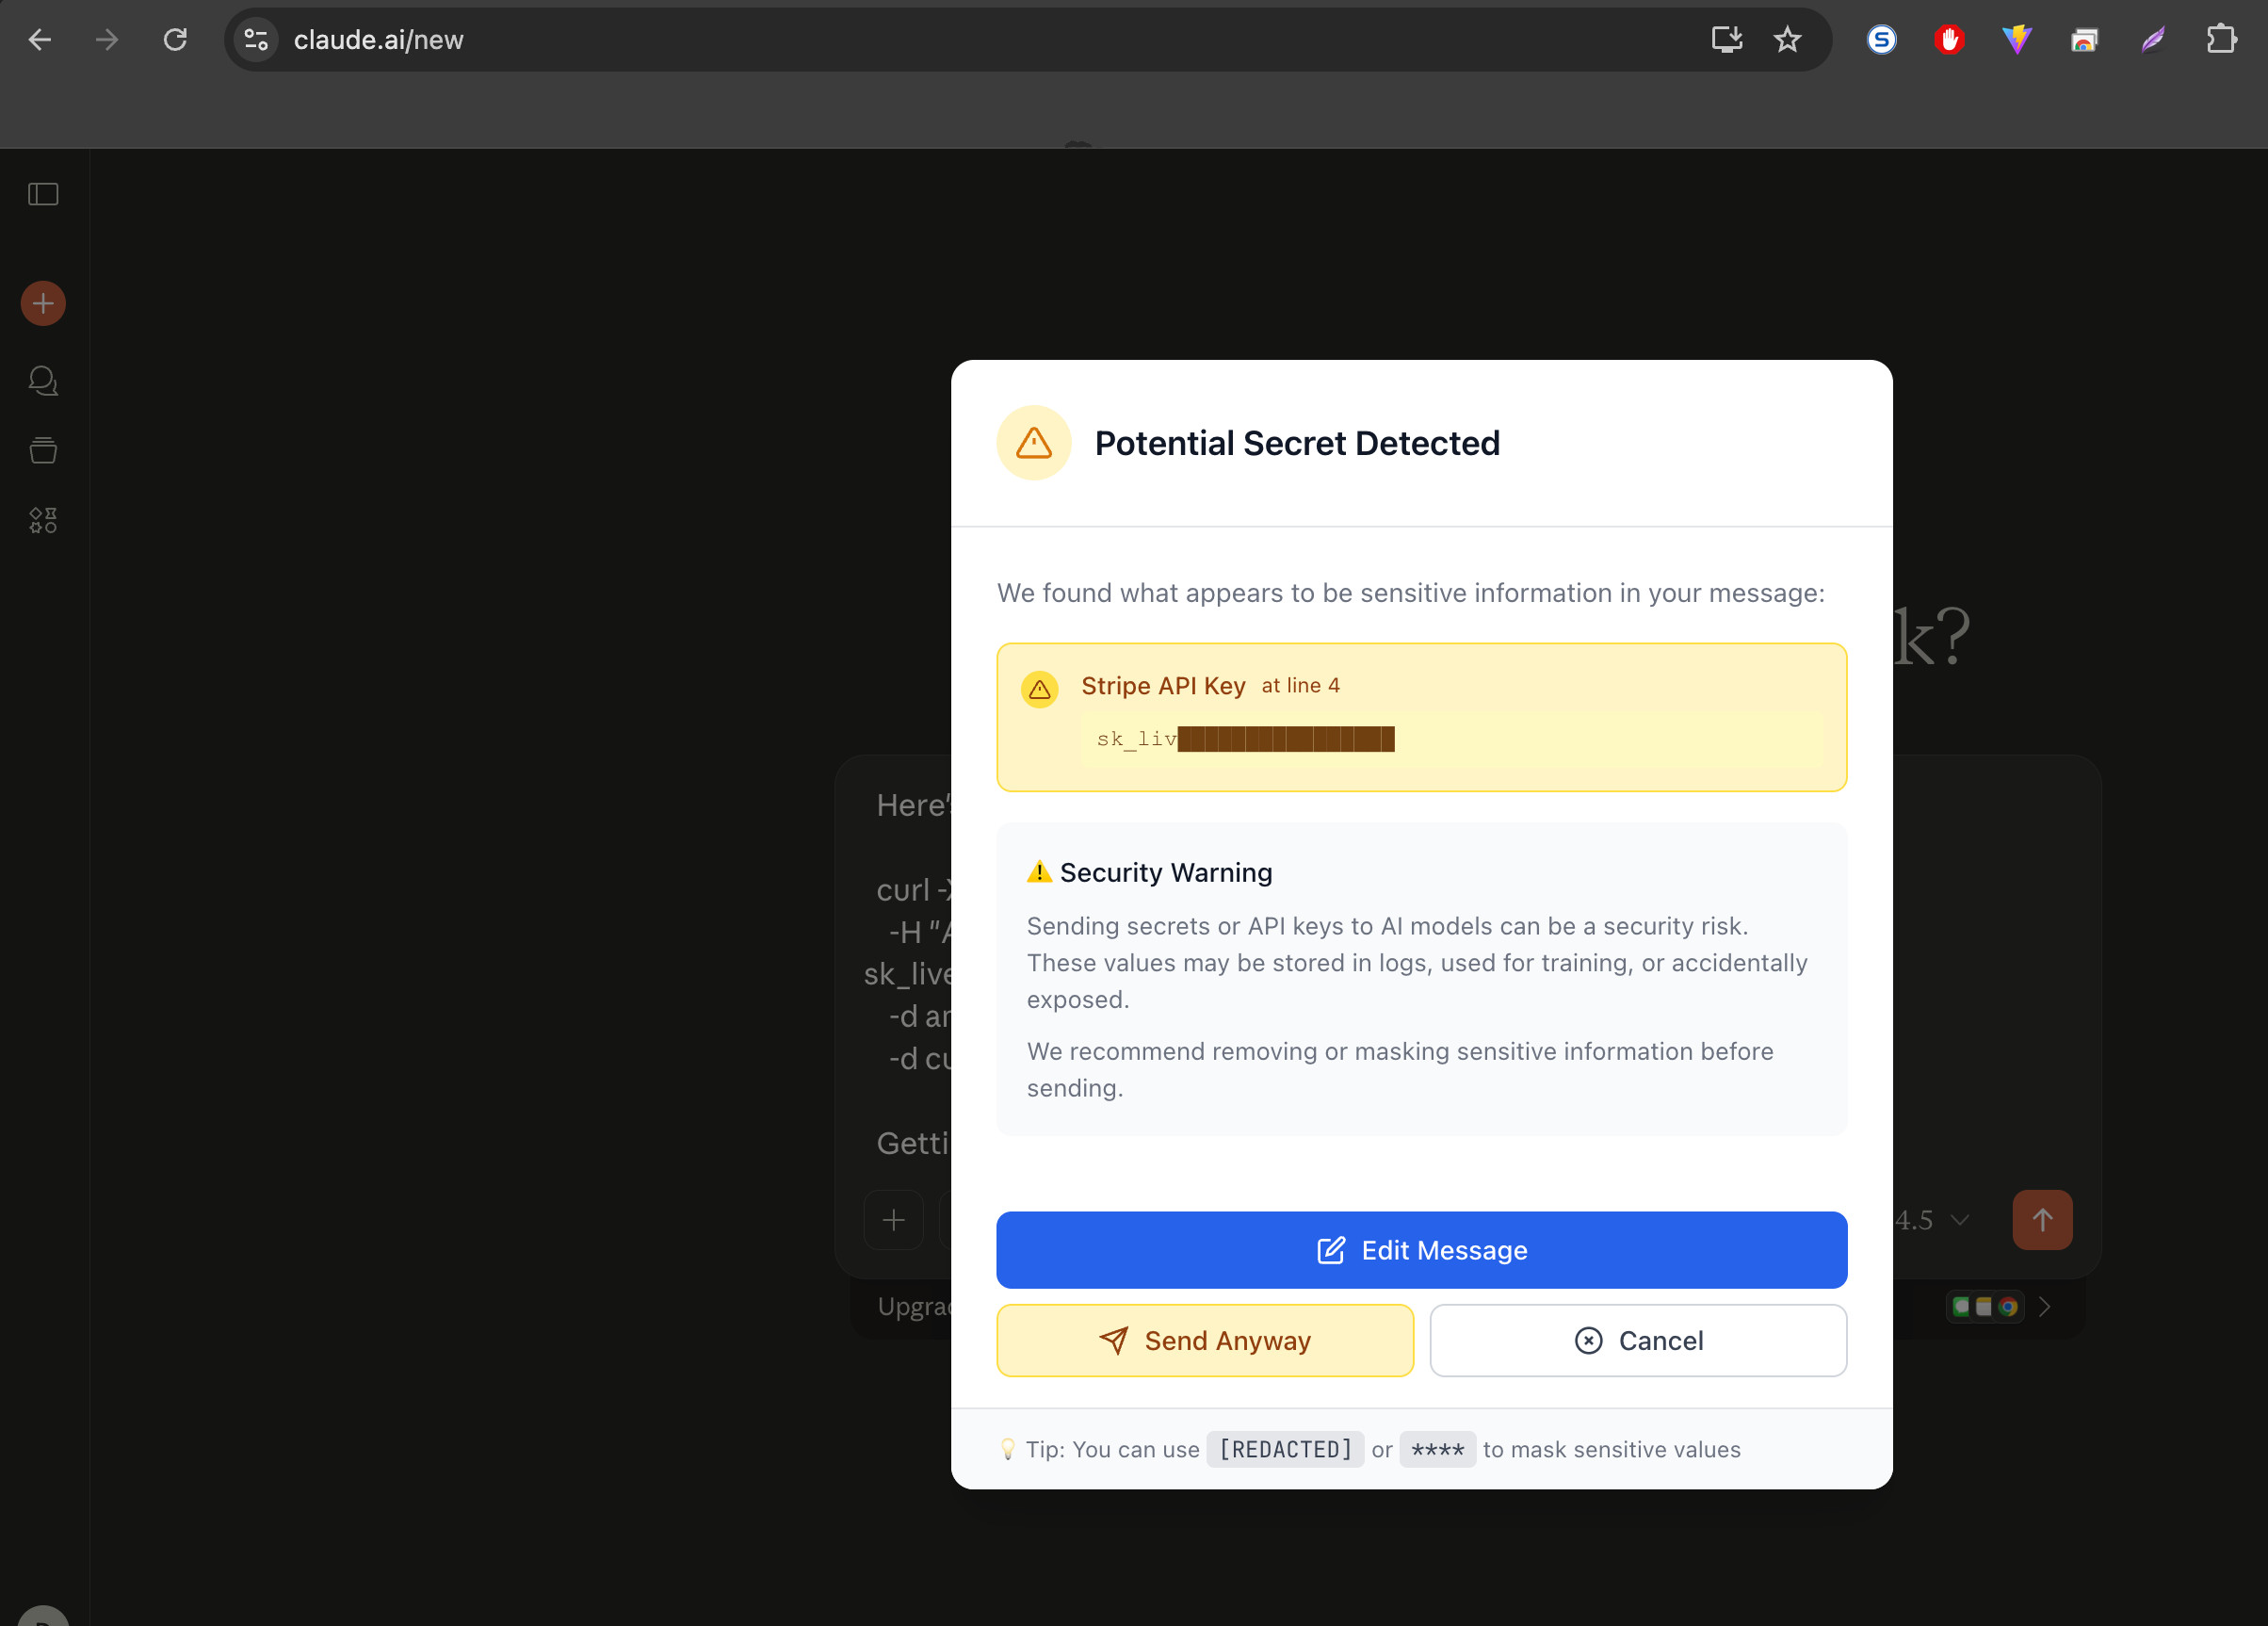 claude.ai/new
Potential Secret Detected
We found what appears to be sensitive information in your message:
k?
Stripe API Key at line 4
sk_liv
Here'
curl -
-H "A
sk_live
-d ar
-d cu
Getti
⚠️ Security Warning
Sending secrets or API keys to AI models can be a security risk.
These values may be stored in logs, used for training, or accidentally
exposed.
We recommend removing or masking sensitive information before
sending.
4.5
Edit Message
Upgra
Send Anyway
Cancel
💡 Tip: You can use [REDACTED] or **** to mask sensitive values